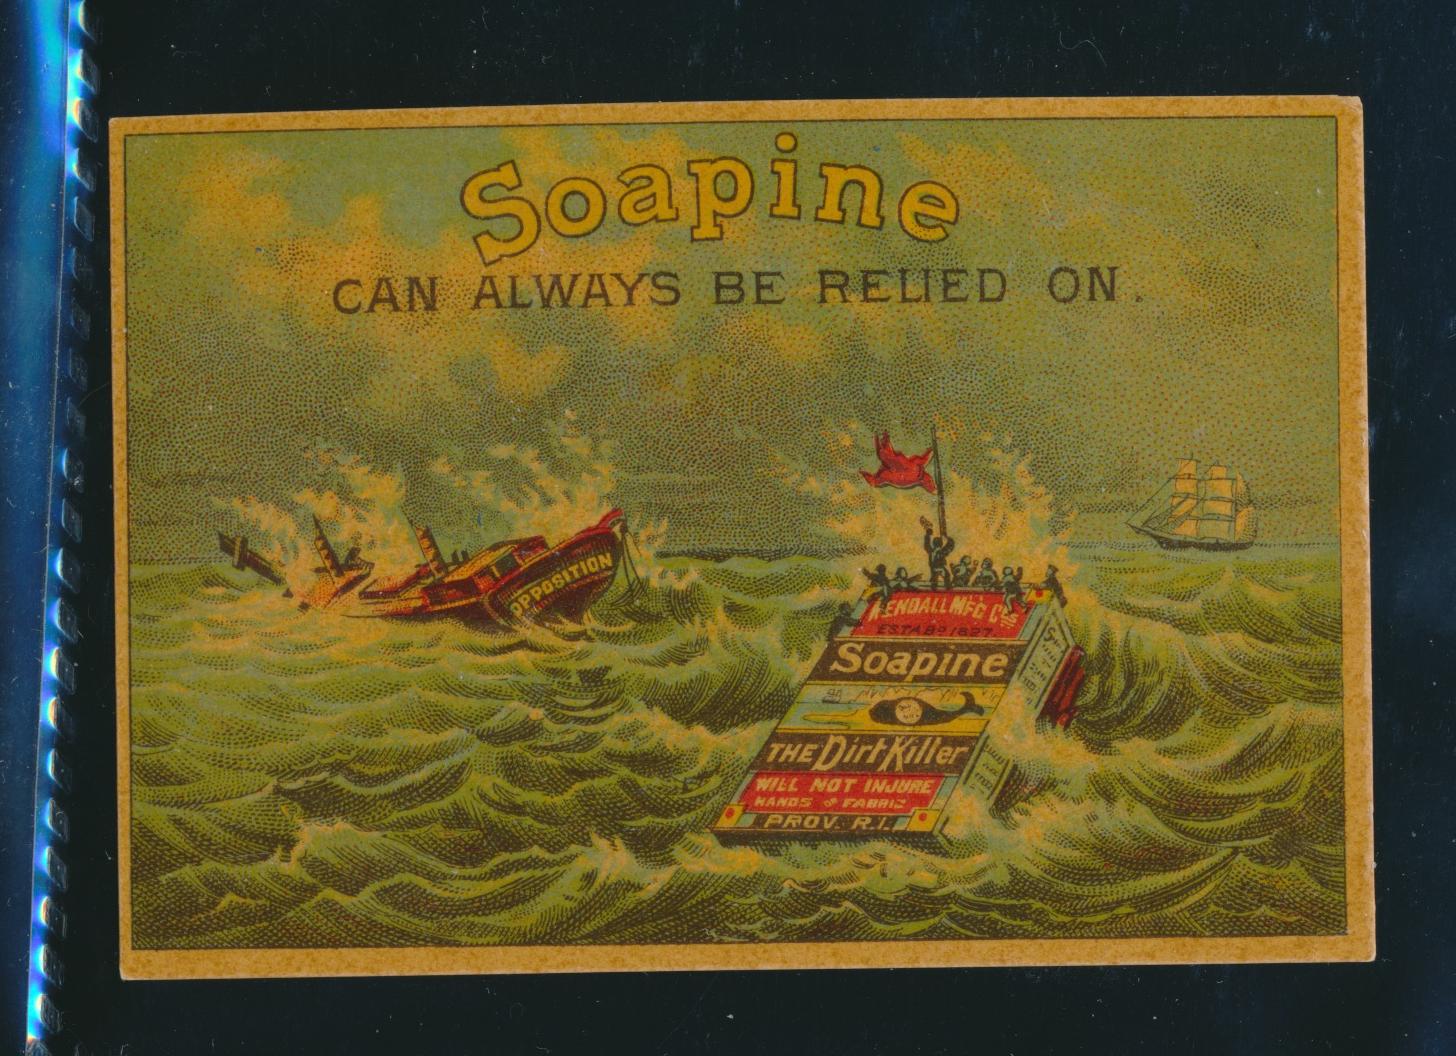 Soapine
CAN ALWAYS BE RELIED ON.
OPPOSITION
KENDALL MFG Co
ESTABD 1827
Soapine
THE Dirt Killer
WILL NOT INJURE
HANDS OR FABRIC
PROV. R.I.